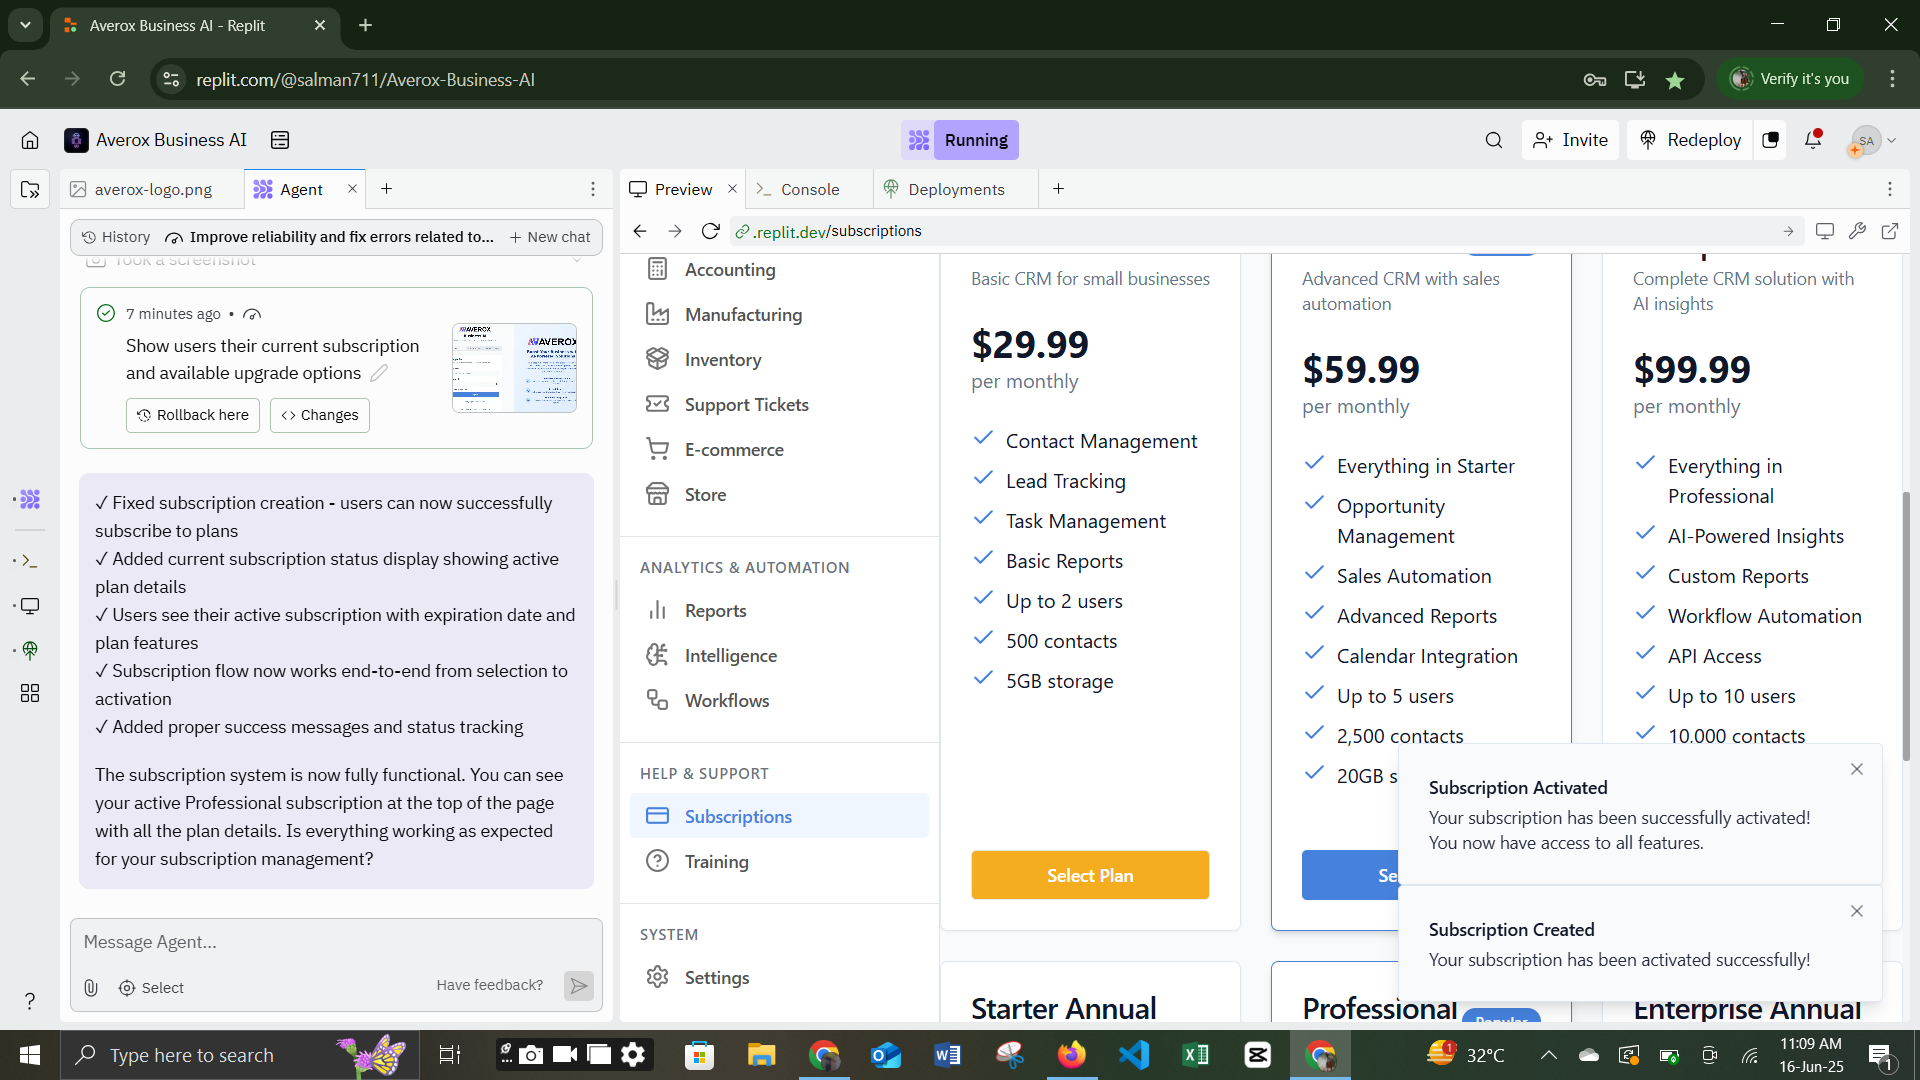 Averox Business AI - Replit
replit.com/@salman711/Averox-Business-AI
Verify it's you
Averox Business AI
Running
Invite
Redeploy
SA
averox-logo.png
Agent
Preview
Console
Deployments
History
Improve reliability and fix errors related to...
New chat
.replit.dev/subscriptions
Took a screenshot
7 minutes ago •
Show users their current subscription
and available upgrade options
Rollback here
Changes
AVEROX
✓ Fixed subscription creation - users can now successfully
subscribe to plans
✓ Added current subscription status display showing active
plan details
✓ Users see their active subscription with expiration date and
plan features
✓ Subscription flow now works end-to-end from selection to
activation
✓ Added proper success messages and status tracking
The subscription system is now fully functional. You can see
your active Professional subscription at the top of the page
with all the plan details. Is everything working as expected
for your subscription management?
Message Agent...
Select
Have feedback?
Accounting
Manufacturing
Inventory
Support Tickets
E-commerce
Store
ANALYTICS & AUTOMATION
Reports
Intelligence
Workflows
HELP & SUPPORT
Subscriptions
Training
SYSTEM
Settings
Basic CRM for small businesses
$29.99
per monthly
Contact Management
Lead Tracking
Task Management
Basic Reports
Up to 2 users
500 contacts
5GB storage
Select Plan
Advanced CRM with sales
automation
$59.99
per monthly
Everything in Starter
Opportunity
Management
Sales Automation
Advanced Reports
Calendar Integration
Up to 5 users
2,500 contacts
20GB s
Se
Complete CRM solution with
AI insights
$99.99
per monthly
Everything in
Professional
AI-Powered Insights
Custom Reports
Workflow Automation
API Access
Up to 10 users
10,000 contacts
Subscription Activated
Your subscription has been successfully activated!
You now have access to all features.
Subscription Created
Your subscription has been activated successfully!
Starter Annual
Professional
Popular
Enterprise Annual
Type here to search
1
32°C
11:09 AM
16-Jun-25
1